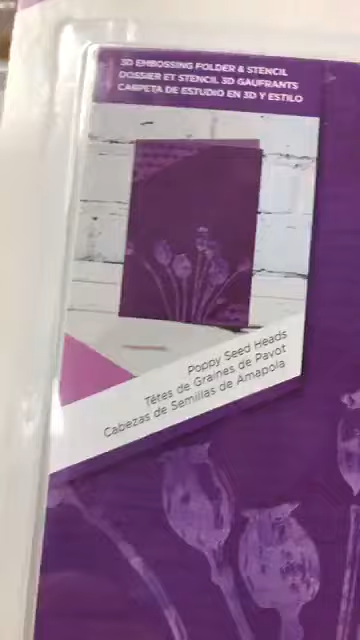 3D EMBOSSING FOLDER & STENCIL
DOSSIER ET STENCIL 3D GAUFRANTS
CARPETA DE ESTUDIO EN 3D Y ESTILO
Poppy Seed Heads
Têtes de Graines de Pavot
Cabezas de Semillas de Amapola